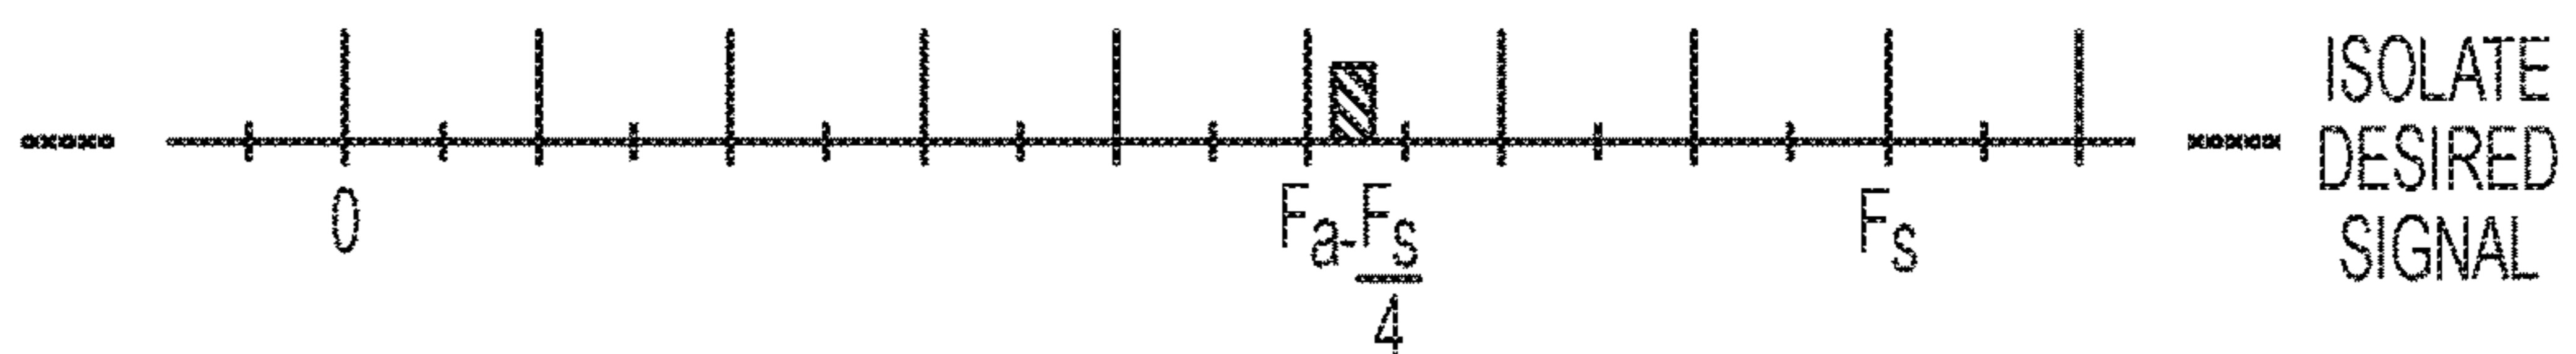 0
Fa-Fs
4
Fs
ISOLATE
DESIRED
SIGNAL